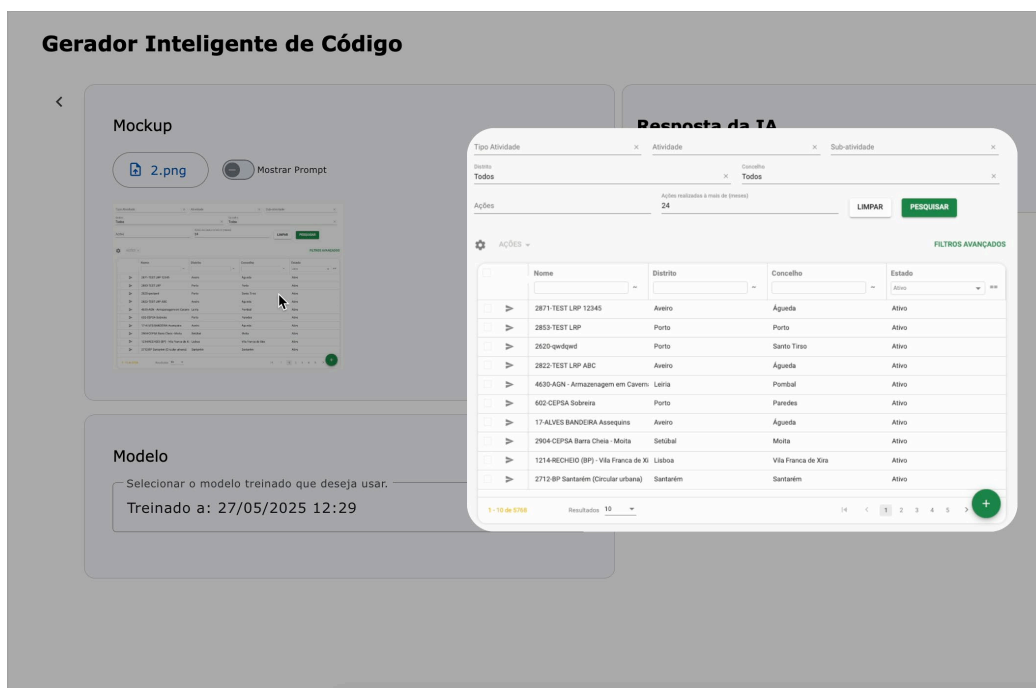 Gerador Inteligente de Código
Mockup
2.png
Mostrar Prompt
Resposta da IA
Tipo Atividade
Atividade
Sub-atividade
Distrito
Todos
Concelho
Todos
Ações
Ações realizadas à mais de (meses)
24
LIMPAR
PESQUISAR
AÇÕES
FILTROS AVANÇADOS
Nome Distrito Concelho Estado
Ativo
2871-TEST LRP 12345 Aveiro Águeda Ativo
2853-TEST LRP Porto Porto Ativo
2620-qwdqwd Porto Santo Tirso Ativo
2822-TEST LRP ABC Aveiro Águeda Ativo
4630-AGN - Armazenagem em Caverna Leiria Pombal Ativo
602-CEPSA Sobreira Porto Paredes Ativo
17-ALVES BANDEIRA Assequins Aveiro Águeda Ativo
2904-CEPSA Barra Cheia - Moita Setúbal Moita Ativo
1214-RECHEIO (BP) - Vila Franca de Xi Lisboa Vila Franca de Xira Ativo
2712-BP Santarém (Circular urbana) Santarém Santarém Ativo
1 - 10 de 6768
Resultados 10
1 2 3 4 5
Modelo
Selecionar o modelo treinado que deseja usar.
Treinado a: 27/05/2025 12:29